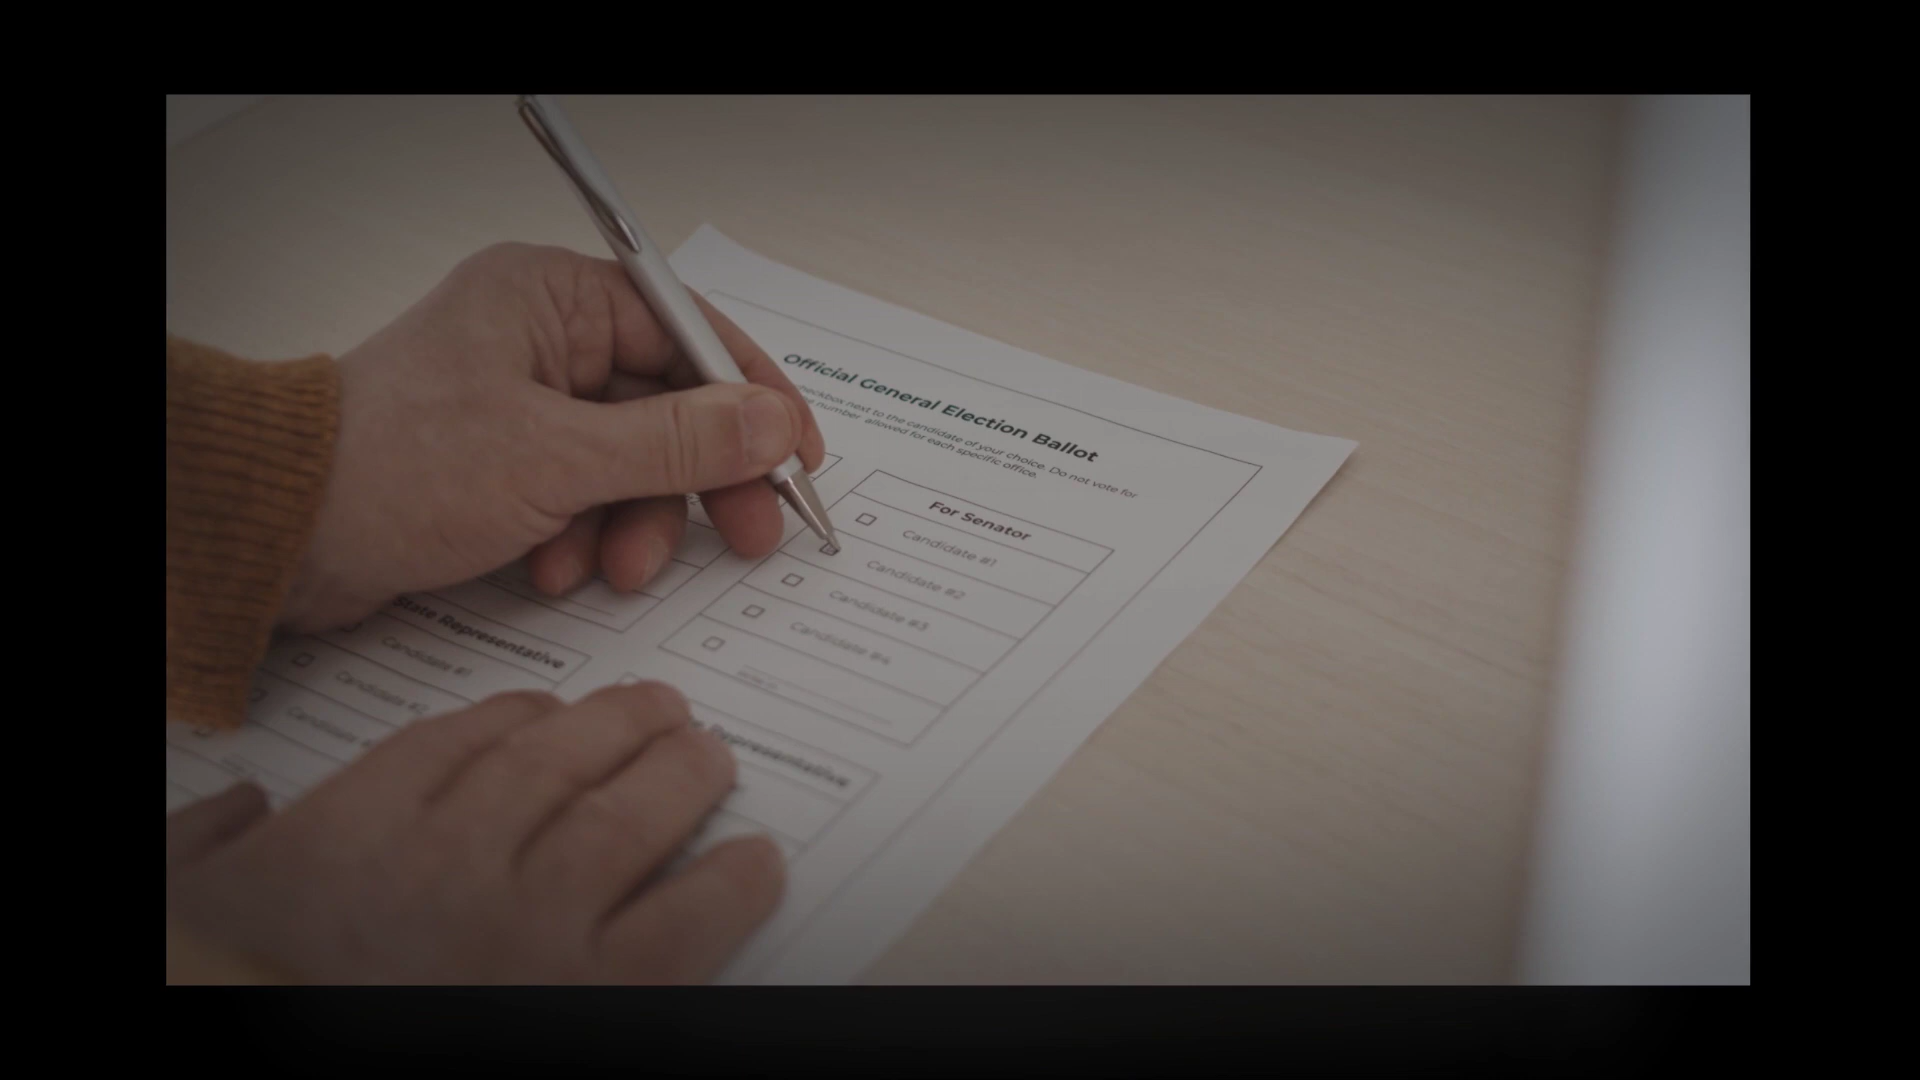 Official General Election Ballot
checkbox next to the candidate of your choice. Do not vote for
number allowed for each specific office.
For Senator
Candidate #1
Candidate #2
Candidate #3
Candidate #4
State Representative
Candidate #1
Candidate #2
Candidate
Representative